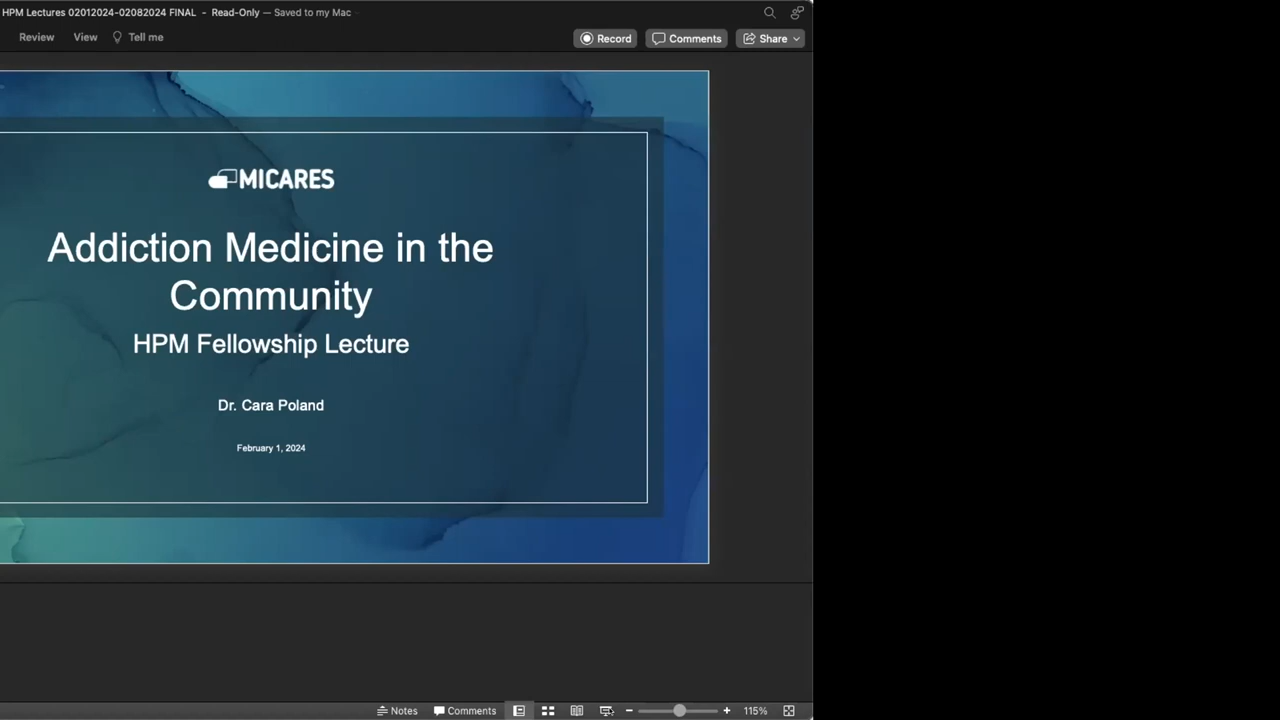 HPM Lectures 02012024-02082024 FINAL - Read-Only — Saved to my Mac
Review View Tell me
Record Comments Share
MICARES
Addiction Medicine in the
Community
HPM Fellowship Lecture
Dr. Cara Poland
February 1, 2024
Notes Comments 115%